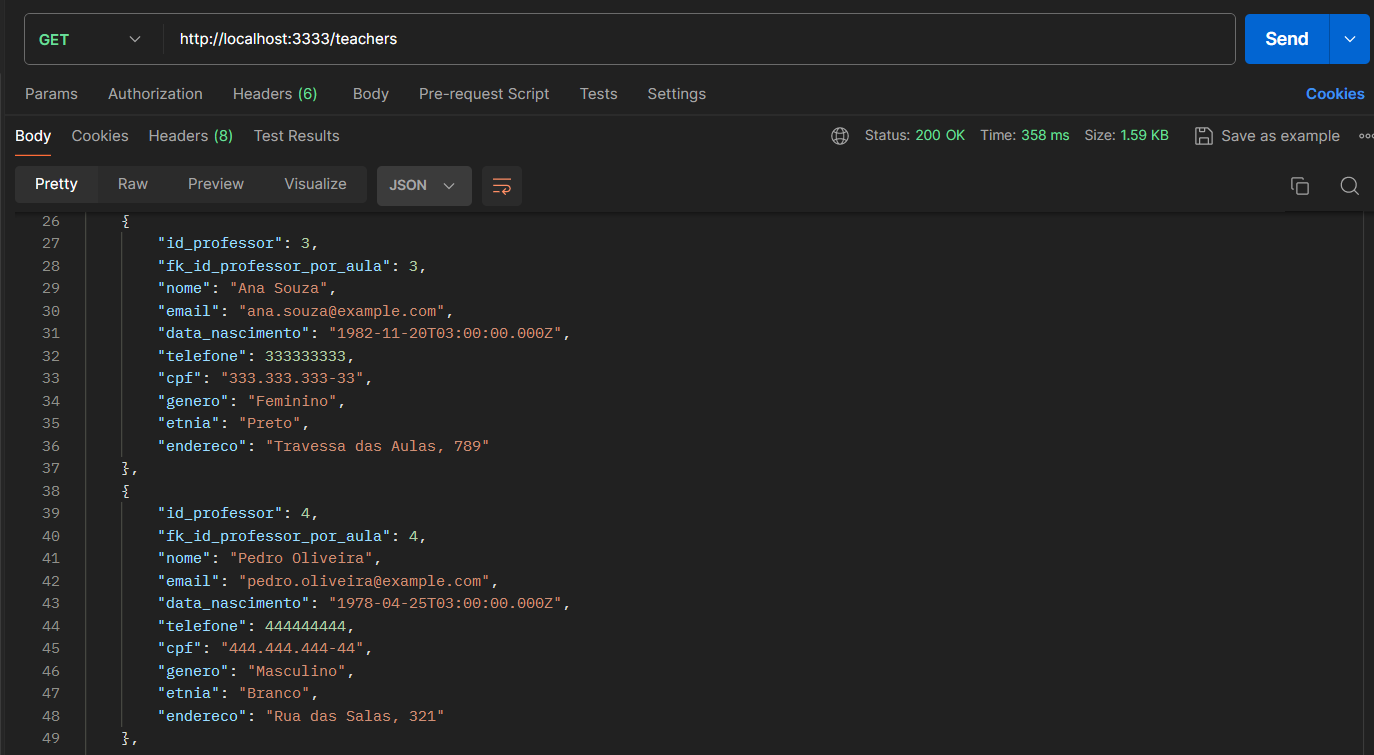 GET http://localhost:3333/teachers Send
Params Authorization Headers (6) Body Pre-request Script Tests Settings Cookies
Body Cookies Headers (8) Test Results Status: 200 OK Time: 358 ms Size: 1.59 KB Save as example
Pretty Raw Preview Visualize JSON
26 {
27 "id_professor": 3,
28 "fk_id_professor_por_aula": 3,
29 "nome": "Ana Souza",
30 "email": "ana.souza@example.com",
31 "data_nascimento": "1982-11-20T03:00:00.000Z",
32 "telefone": 333333333,
33 "cpf": "333.333.333-33",
34 "genero": "Feminino",
35 "etnia": "Preto",
36 "endereco": "Travessa das Aulas, 789"
37 },
38 {
39 "id_professor": 4,
40 "fk_id_professor_por_aula": 4,
41 "nome": "Pedro Oliveira",
42 "email": "pedro.oliveira@example.com",
43 "data_nascimento": "1978-04-25T03:00:00.000Z",
44 "telefone": 444444444,
45 "cpf": "444.444.444-44",
46 "genero": "Masculino",
47 "etnia": "Branco",
48 "endereco": "Rua das Salas, 321"
49 },